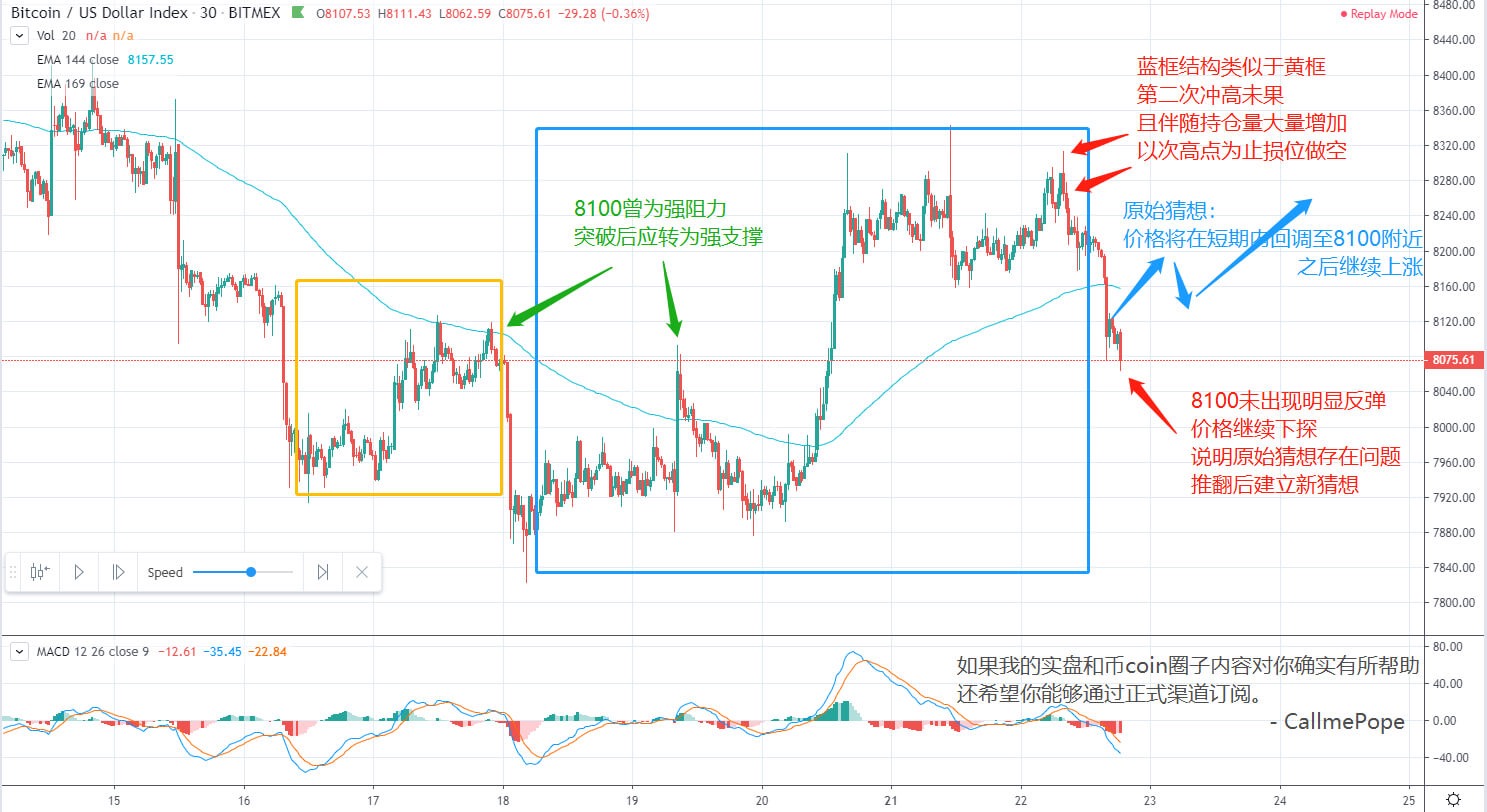 Bitcoin / US Dollar Index · 30 · BITMEX O8107.53 H8111.43 L8062.59 C8075.61 −29.28 (−0.36%)
Replay Mode
Vol 20 n/a n/a
EMA 144 close 8157.55
EMA 169 close
蓝框结构类似于黄框
第二次冲高未果
且伴随持仓量大量增加
以次高点为止损位做空
8100曾为强阻力
突破后应转为强支撑
原始猜想：
价格将在短期内回调至8100附近
之后继续上涨
8100未出现明显反弹
价格继续下探
说明原始猜想存在问题
推翻后建立新猜想
Speed
8480.00
8440.00
8400.00
8360.00
8320.00
8280.00
8240.00
8200.00
8160.00
8120.00
8075.61
8040.00
8000.00
7960.00
7920.00
7880.00
7840.00
7800.00
MACD 12 26 close 9 −12.61 −35.45 −22.84
如果我的实盘和币coin圈子内容对你确实有所帮助
还希望你能够通过正式渠道订阅。
- CallmePope
80.00
40.00
0.00
−40.00
15 16 17 18 19 20 21 22 23 24 25